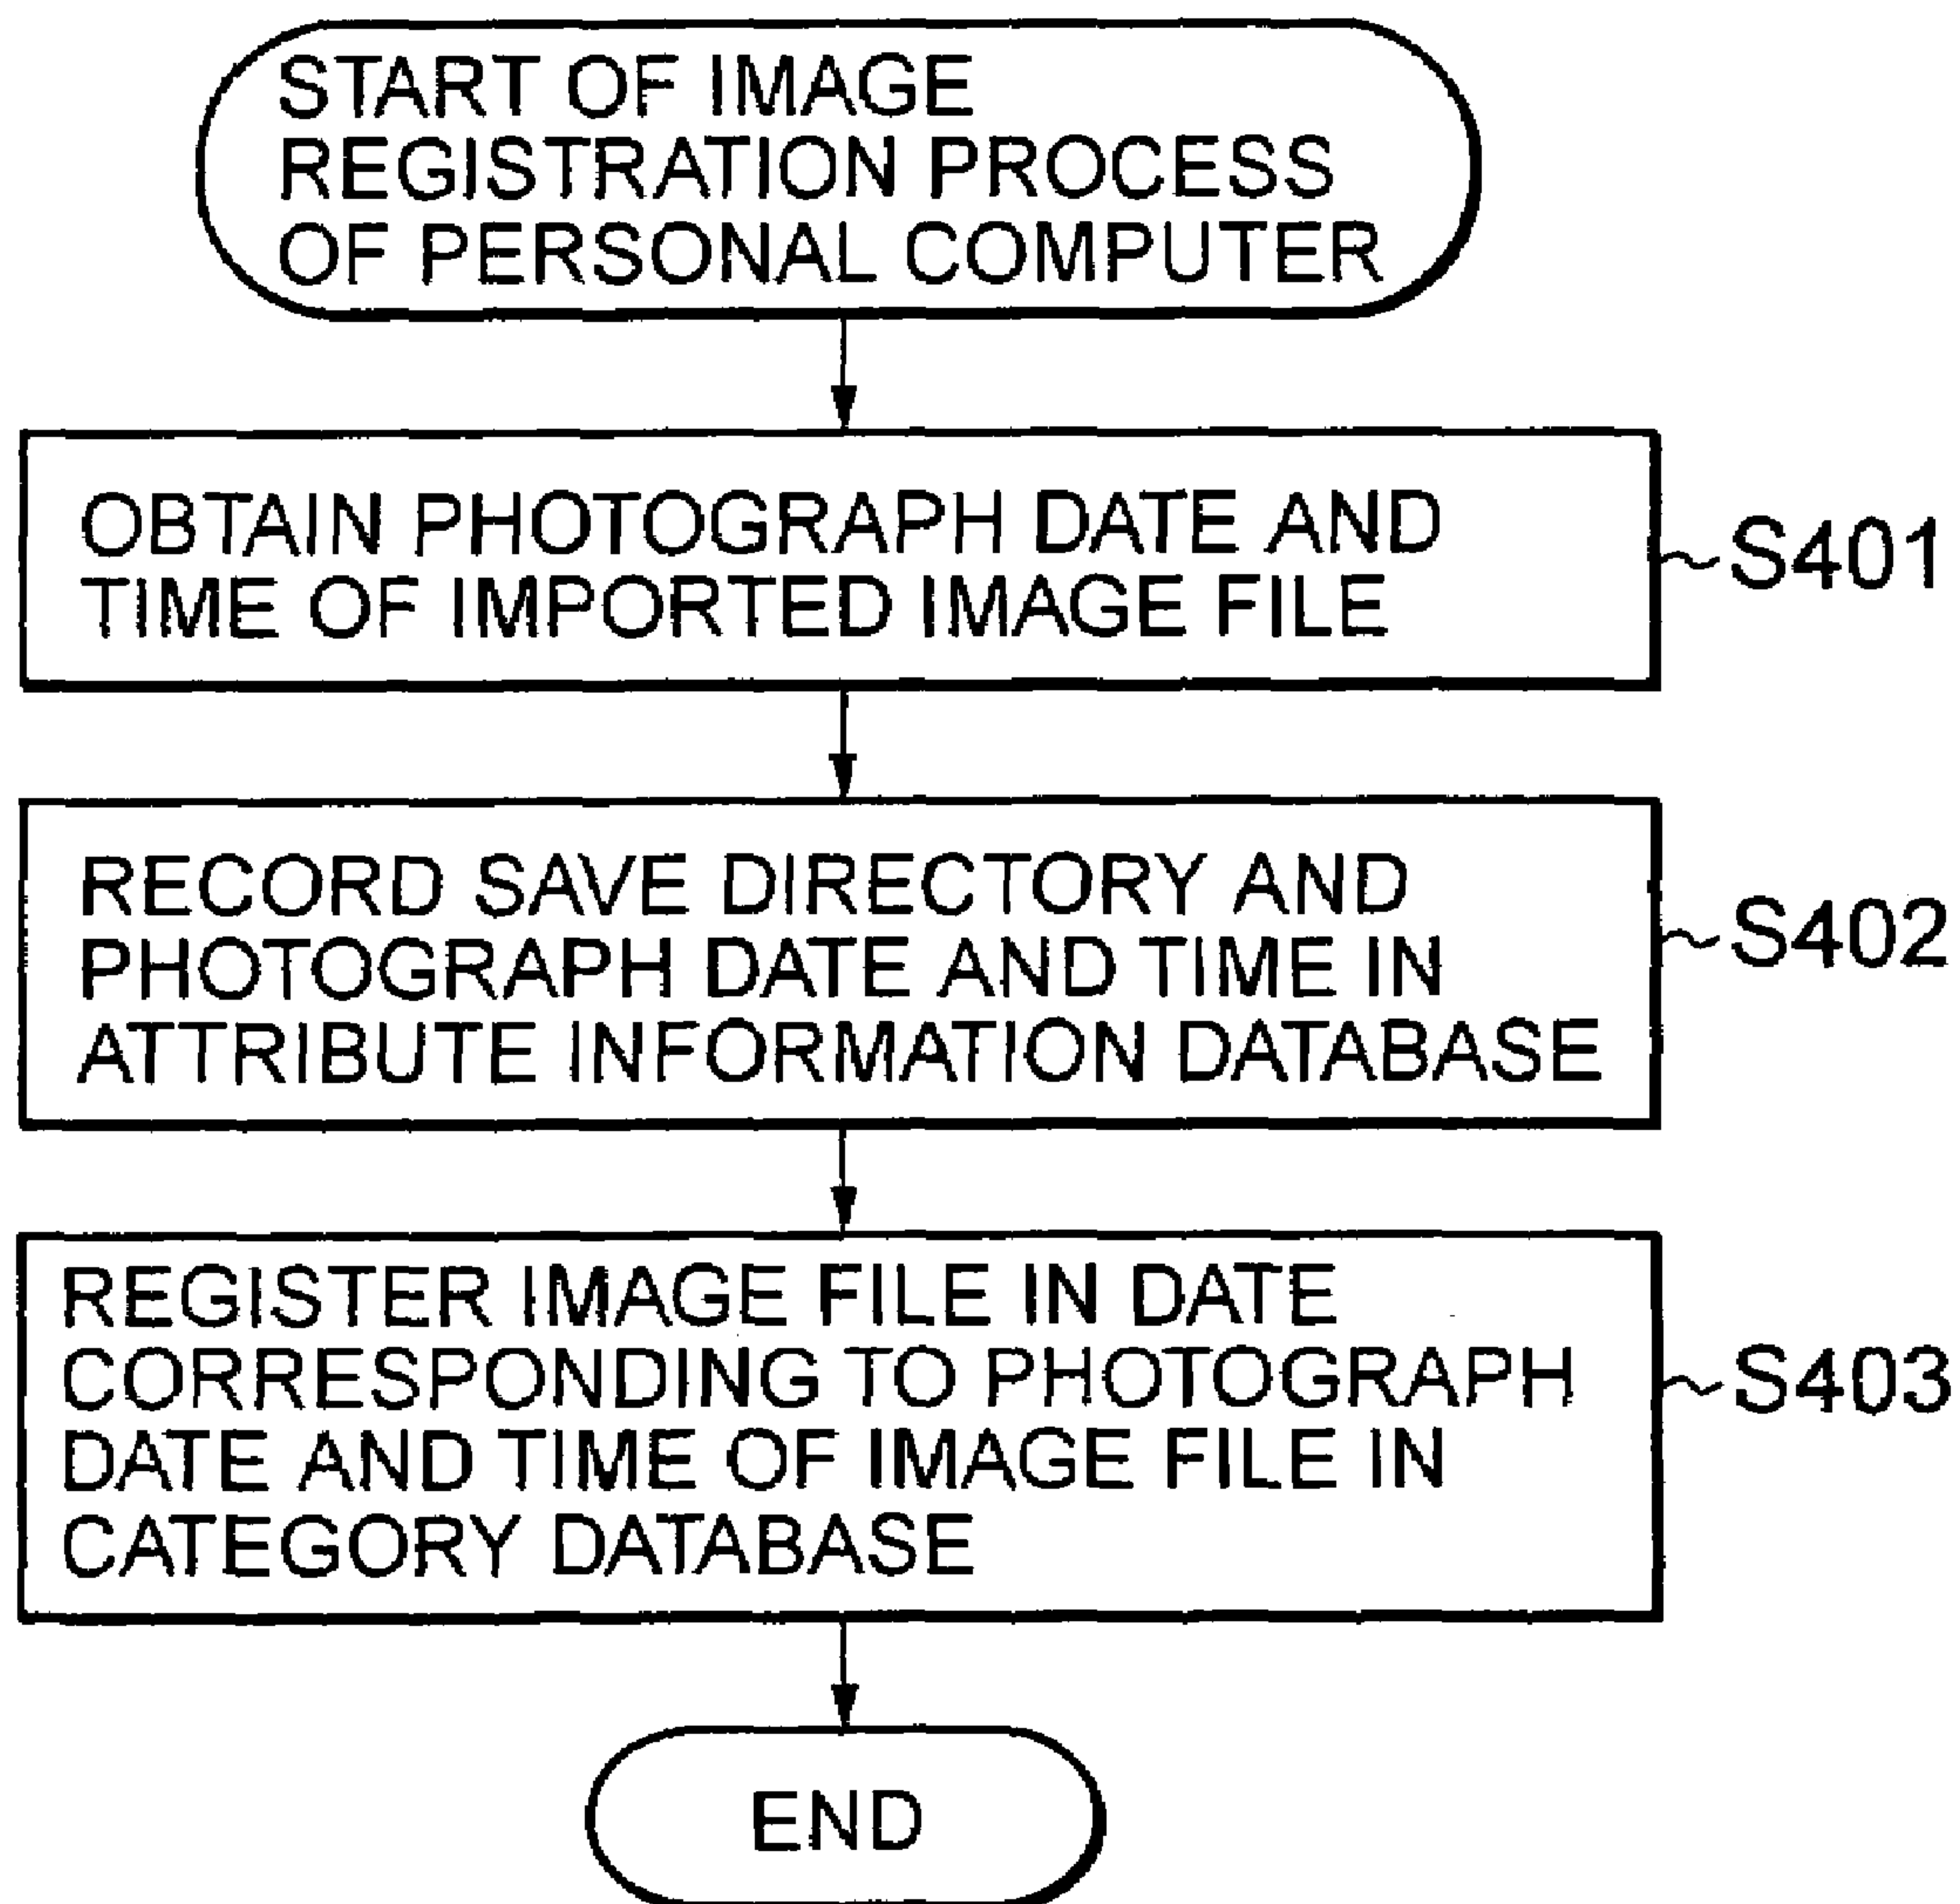 START OF IMAGE
REGISTRATION PROCESS
OF PERSONAL COMPUTER
OBTAIN PHOTOGRAPH DATE AND
TIME OF IMPORTED IMAGE FILE
S401
RECORD SAVE DIRECTORY AND
PHOTOGRAPH DATE AND TIME IN
ATTRIBUTE INFORMATION DATABASE
S402
REGISTER IMAGE FILE IN DATE
CORRESPONDING TO PHOTOGRAPH
DATE AND TIME OF IMAGE FILE IN
CATEGORY DATABASE
S403
END